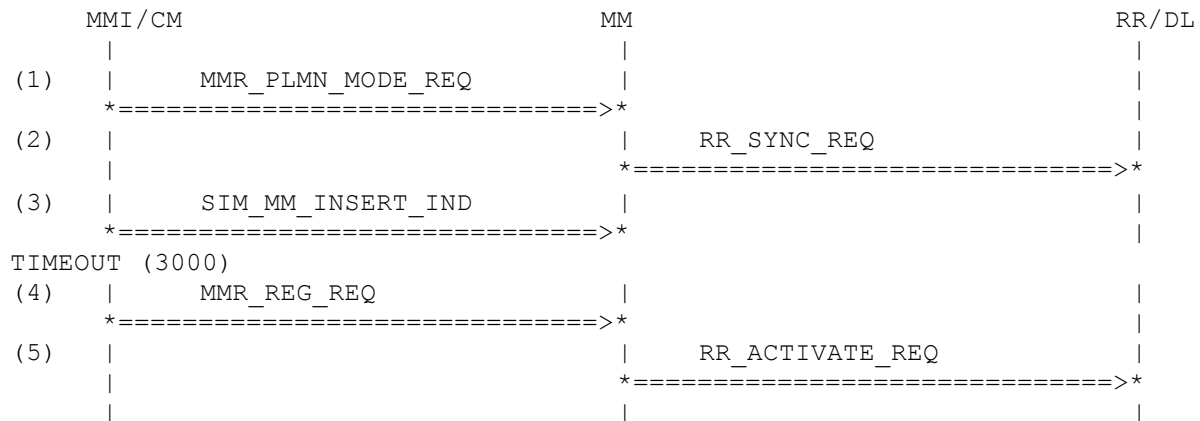 MMI/CM MM RR/DL
| | |
(1) | MMR_PLMN_MODE_REQ | |
*==============================>* |
(2) | | RR_SYNC_REQ |
| *==============================>*
(3) | SIM_MM_INSERT_IND | |
*==============================>* |
TIMEOUT (3000)
(4) | MMR_REG_REQ | |
*==============================>* |
(5) | | RR_ACTIVATE_REQ |
| *==============================>*
| | |